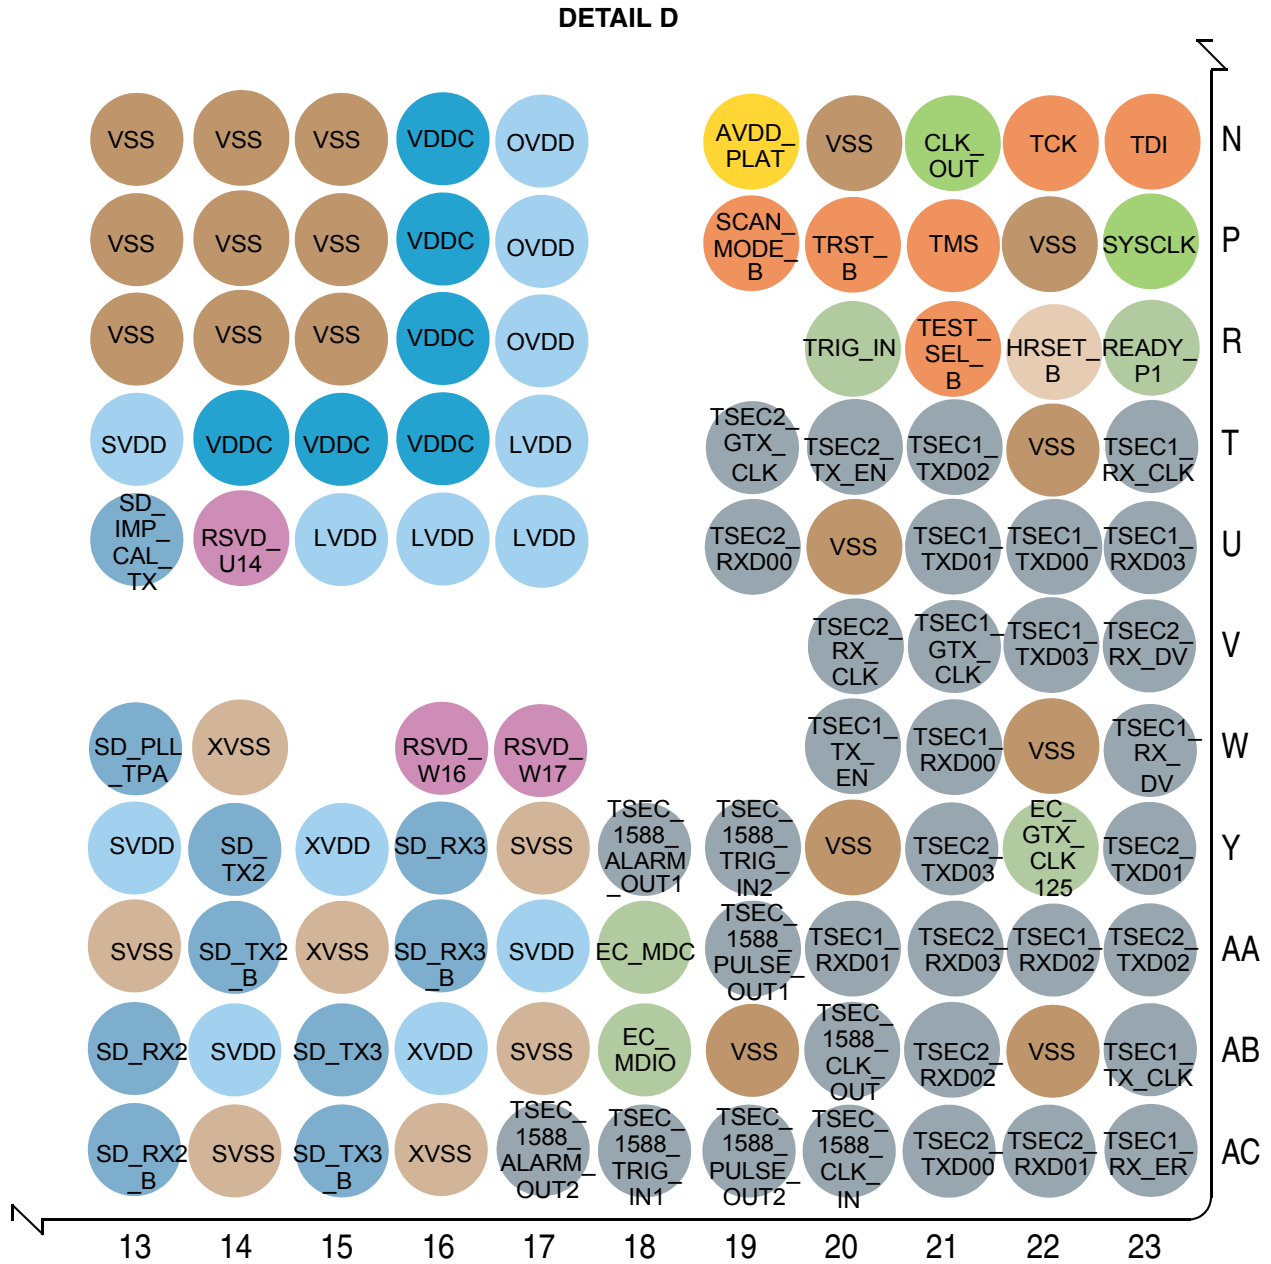 DETAIL D
VSS VSS VSS VDDC OVDD AVDD_ PLAT VSS CLK_ OUT TCK TDI N
VSS VSS VSS VDDC OVDD SCAN_ MODE_ B TRST_ B TMS VSS SYSCLK P
VSS VSS VSS VDDC OVDD TRIG_IN TEST_ SEL_ B HRSET_ B READY_ P1 R
SVDD VDDC VDDC VDDC LVDD TSEC2_ GTX_ CLK TSEC2_ TX_EN TSEC1_ TXD02 VSS TSEC1_ RX_CLK T
SD_ IMP_ CAL_ TX RSVD_ U14 LVDD LVDD LVDD TSEC2_ RXD00 VSS TSEC1_ TXD01 TSEC1_ TXD00 TSEC1_ RXD03 U
TSEC2_ RX_ CLK TSEC1_ GTX_ CLK TSEC1_ TXD03 TSEC2_ RX_DV V
SD_PLL _TPA XVSS RSVD_ W16 RSVD_ W17 TSEC1_ TX_ EN TSEC1_ RXD00 VSS TSEC1_ RX_ DV W
SVDD SD_ TX2 XVDD SD_RX3 SVSS TSEC_ 1588_ ALARM _OUT1 TSEC_ 1588_ TRIG_ IN2 VSS TSEC2_ TXD03 EC_ GTX_ CLK 125 TSEC2_ TXD01 Y
SVSS SD_TX2 _B XVSS SD_RX3 _B SVDD EC_MDC TSEC_ 1588_ PULSE_ OUT1 TSEC1_ RXD01 TSEC2_ RXD03 TSEC1_ RXD02 TSEC2_ TXD02 AA
SD_RX2 SVDD SD_TX3 XVDD SVSS EC_ MDIO VSS TSEC_ 1588_ CLK_ OUT TSEC2_ RXD02 VSS TSEC1_ TX_CLK AB
SD_RX2 _B SVSS SD_TX3 _B XVSS TSEC_ 1588_ ALARM_ OUT2 TSEC_ 1588_ TRIG_ IN1 TSEC_ 1588_ PULSE_ OUT2 TSEC_ 1588_ CLK_ IN TSEC2_ TXD00 TSEC2_ RXD01 TSEC1_ RX_ER AC
13 14 15 16 17 18 19 20 21 22 23